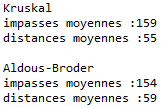 Kruskal
impasses moyennes :159
distances moyennes :55
Aldous-Broder
impasses moyennes :154
distances moyennes :59